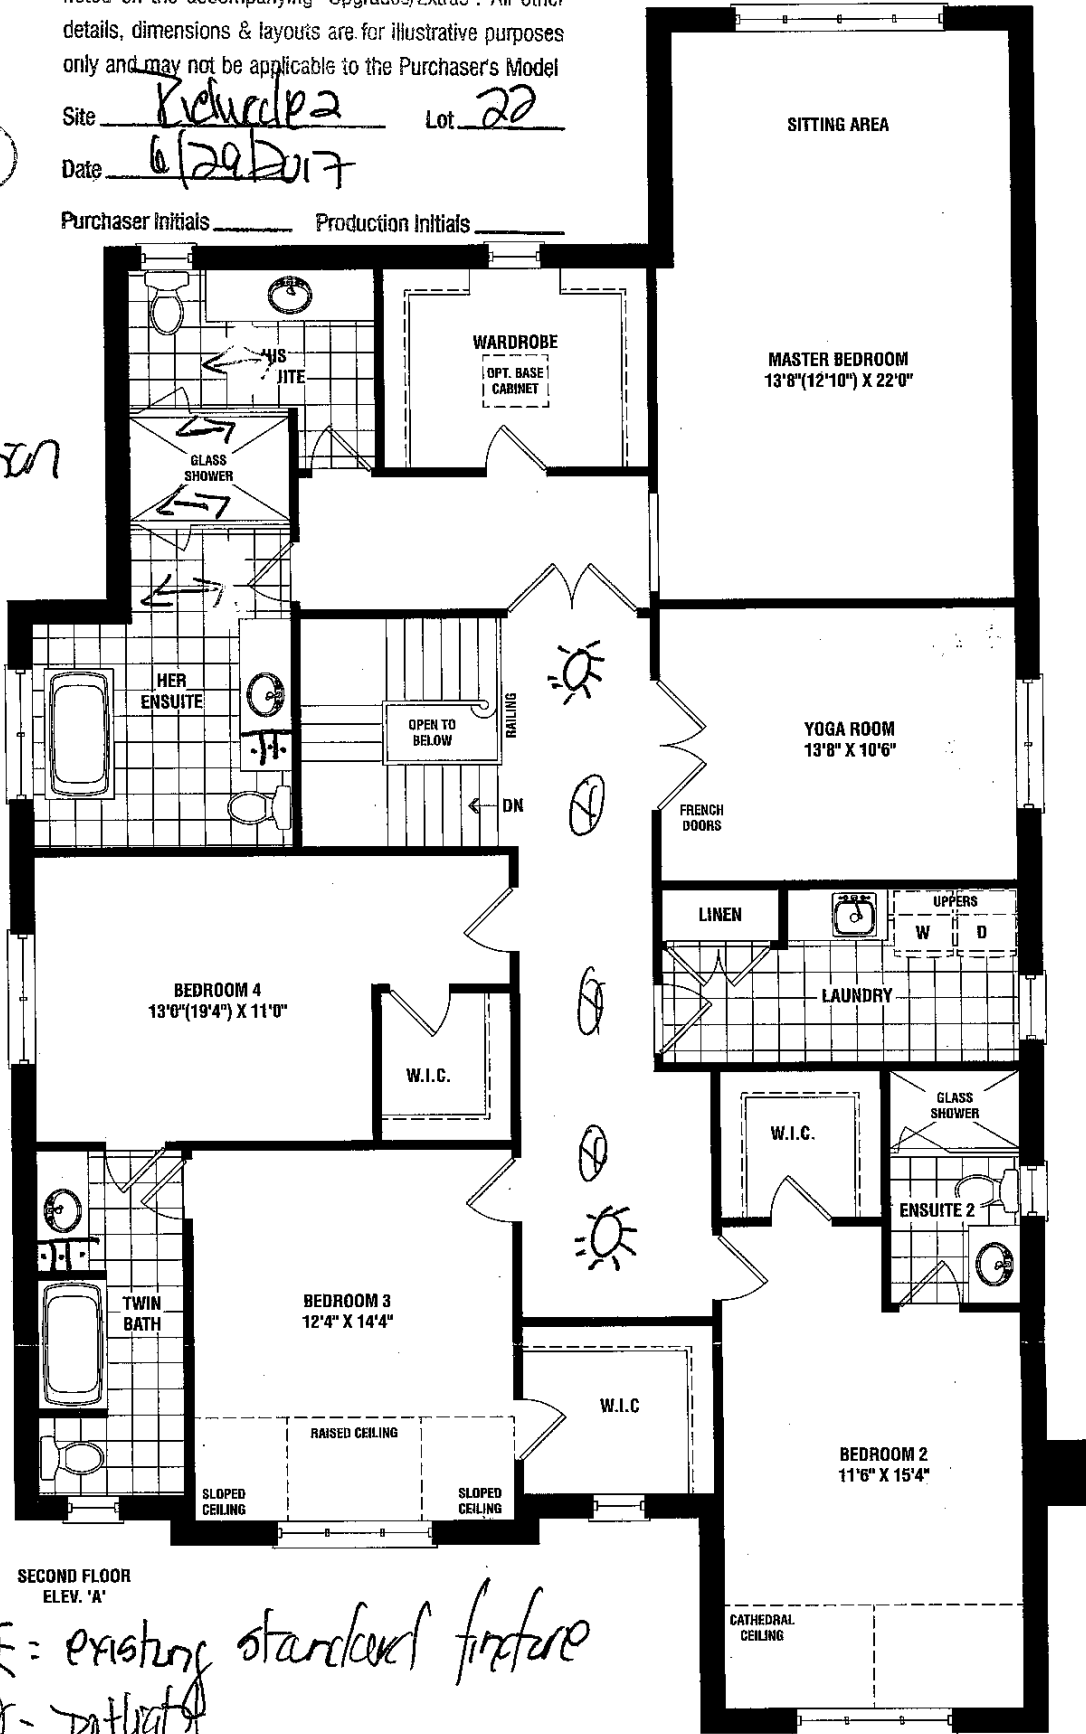 details, dimensions & layouts are for illustrative purposes
only and may not be applicable to the Purchaser's Model
Site Lot 22
Date 6/29/2017
Purchaser Initials Production Initials
SITTING AREA
WARDROBE
OPT. BASE
CABINET
MASTER BEDROOM
13'8"(12'10") X 22'0"
GLASS
SHOWER
HER
ENSUITE
OPEN TO
BELOW
RAILING
DN
YOGA ROOM
13'8" X 10'6"
FRENCH
DOORS
LINEN
UPPERS
W D
LAUNDRY
BEDROOM 4
13'0"(19'4") X 11'0"
W.I.C.
W.I.C.
GLASS
SHOWER
ENSUITE 2
TWIN
BATH
BEDROOM 3
12'4" X 14'4"
W.I.C
RAISED CEILING
SLOPED
CEILING
SLOPED
CEILING
BEDROOM 2
11'6" X 15'4"
CATHEDRAL
CEILING
SECOND FLOOR
ELEV. 'A'
= existing standard fixture